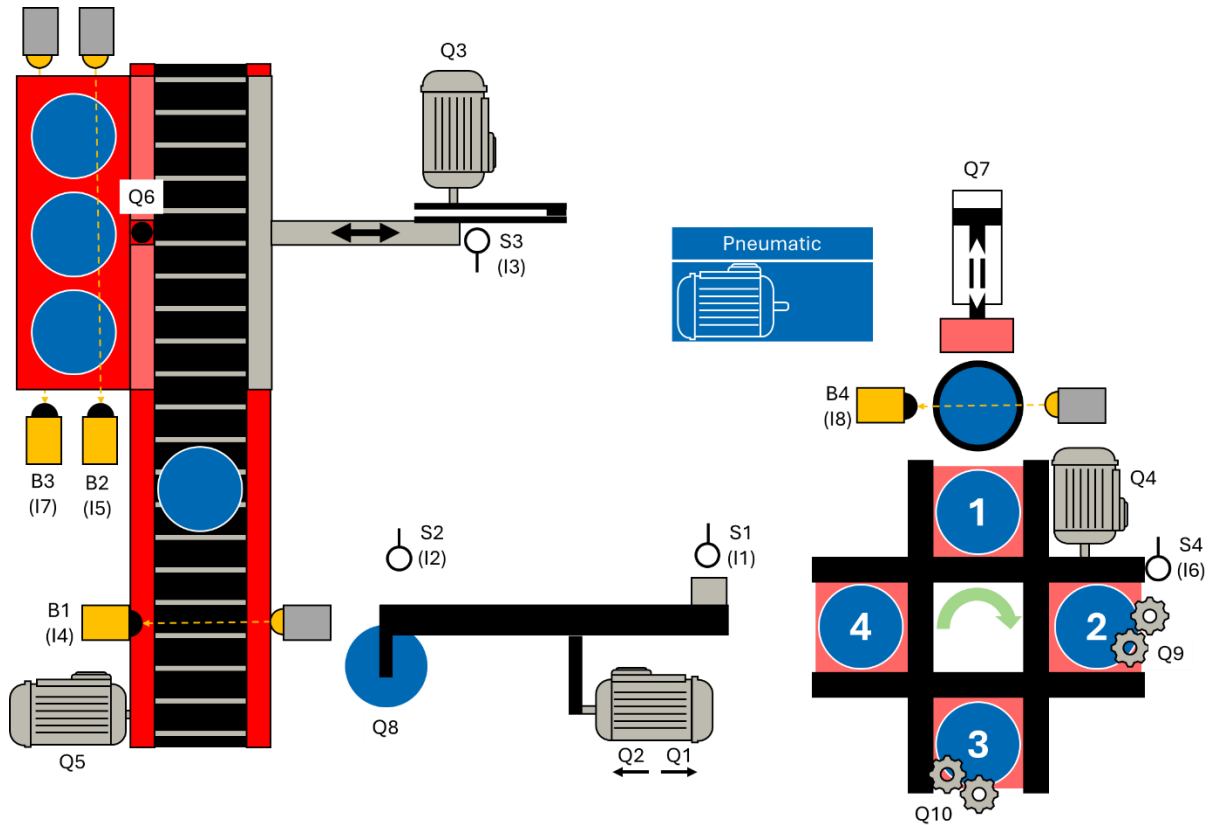 Q3
Q6
S3
(I3)
Pneumatic
Q7
B4
(I8)
B3
(I7)
B2
(I5)
Q4
1
S2
(I2)
S1
(I1)
S4
(I6)
B1
(I4)
4
2
Q9
Q5
Q8
Q2
Q1
3
Q10